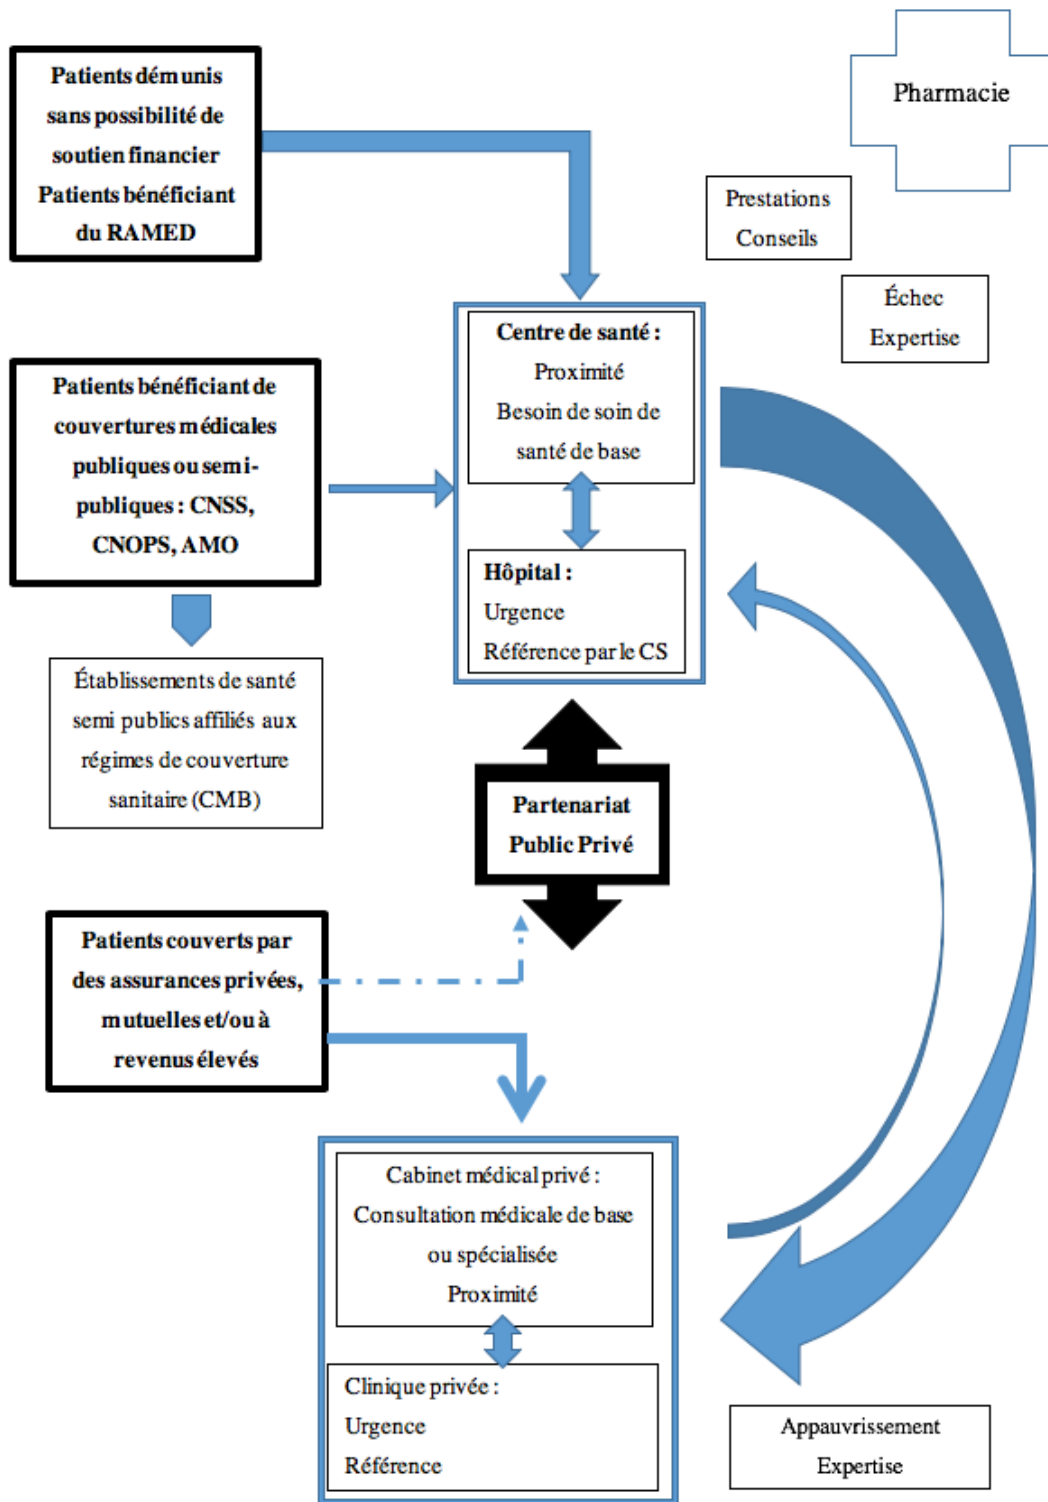 Patients démunis
sans possibilité de
soutien financier
Patients bénéficiant
du RAMED
Pharmacie
Prestations
Conseils
Échec
Expertise
Centre de santé :
Proximité
Besoin de soin de
santé de base
Patients bénéficiant de
couvertures médicales
publiques ou semi-
publiques : CNSS,
CNOPS, AMO
Hôpital :
Urgence
Référence par le CS
Établissements de santé
semi publics affiliés aux
régimes de couverture
sanitaire (CMB)
Partenariat
Public Privé
Patients couverts par
des assurances privées,
mutuelles et/ou à
revenus élevés
Cabinet médical privé :
Consultation médicale de base
ou spécialisée
Proximité
Clinique privée :
Urgence
Référence
Appauvrissement
Expertise